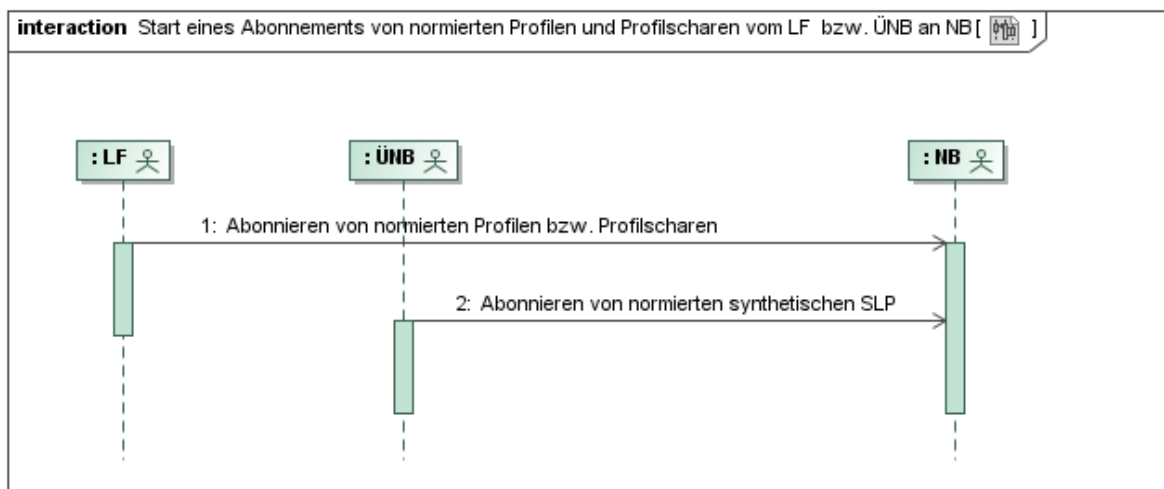 interaction Start eines Abonnements von normierten Profilen und Profilscharen vom LF bzw. ÜNB an NB[ ]
: LF
: ÜNB
: NB
1: Abonnieren von normierten Profilen bzw. Profilscharen
2: Abonnieren von normierten synthetischen SLP